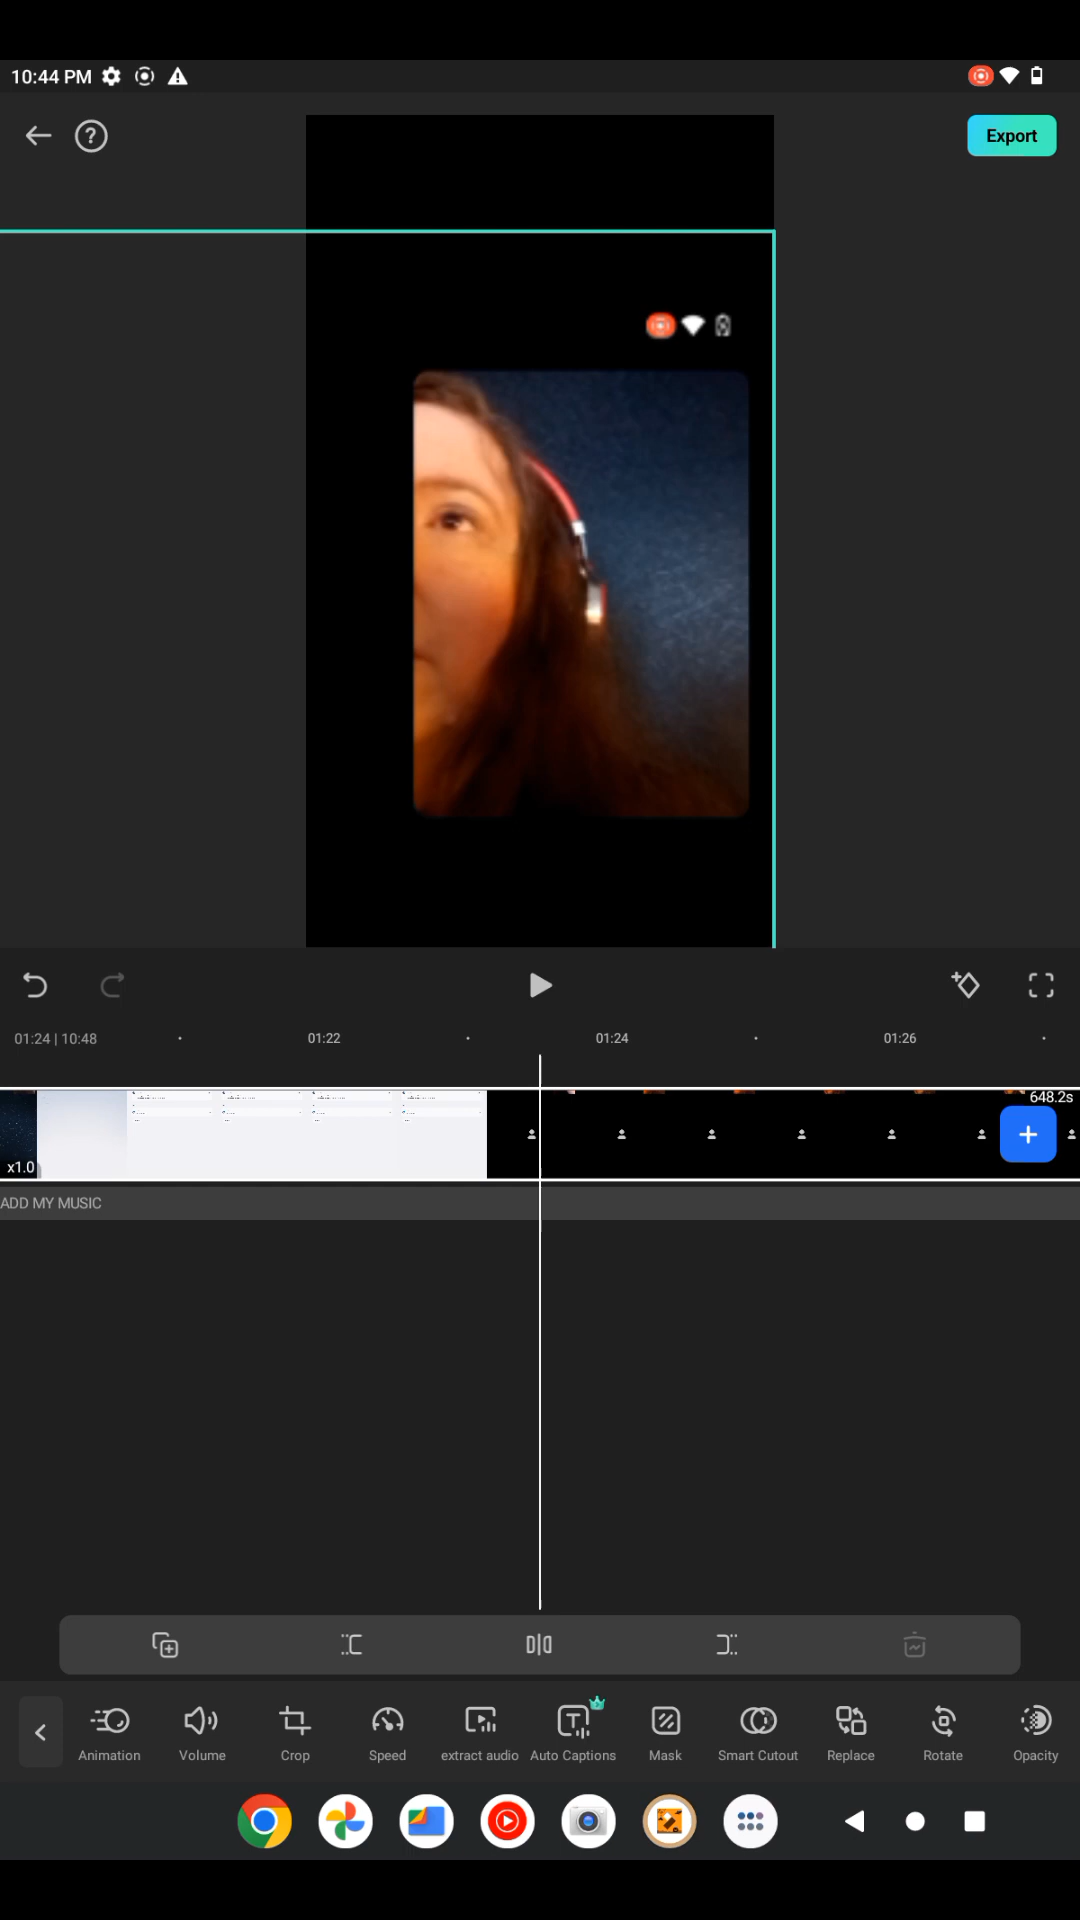 10:44 PM
Export
01:24 | 10:48
01:22
01:24
01:26
648.2s
x1.0
ADD MY MUSIC
Animation
Volume
Crop
Speed
extract audio
Auto Captions
Mask
Smart Cutout
Replace
Rotate
Opacity